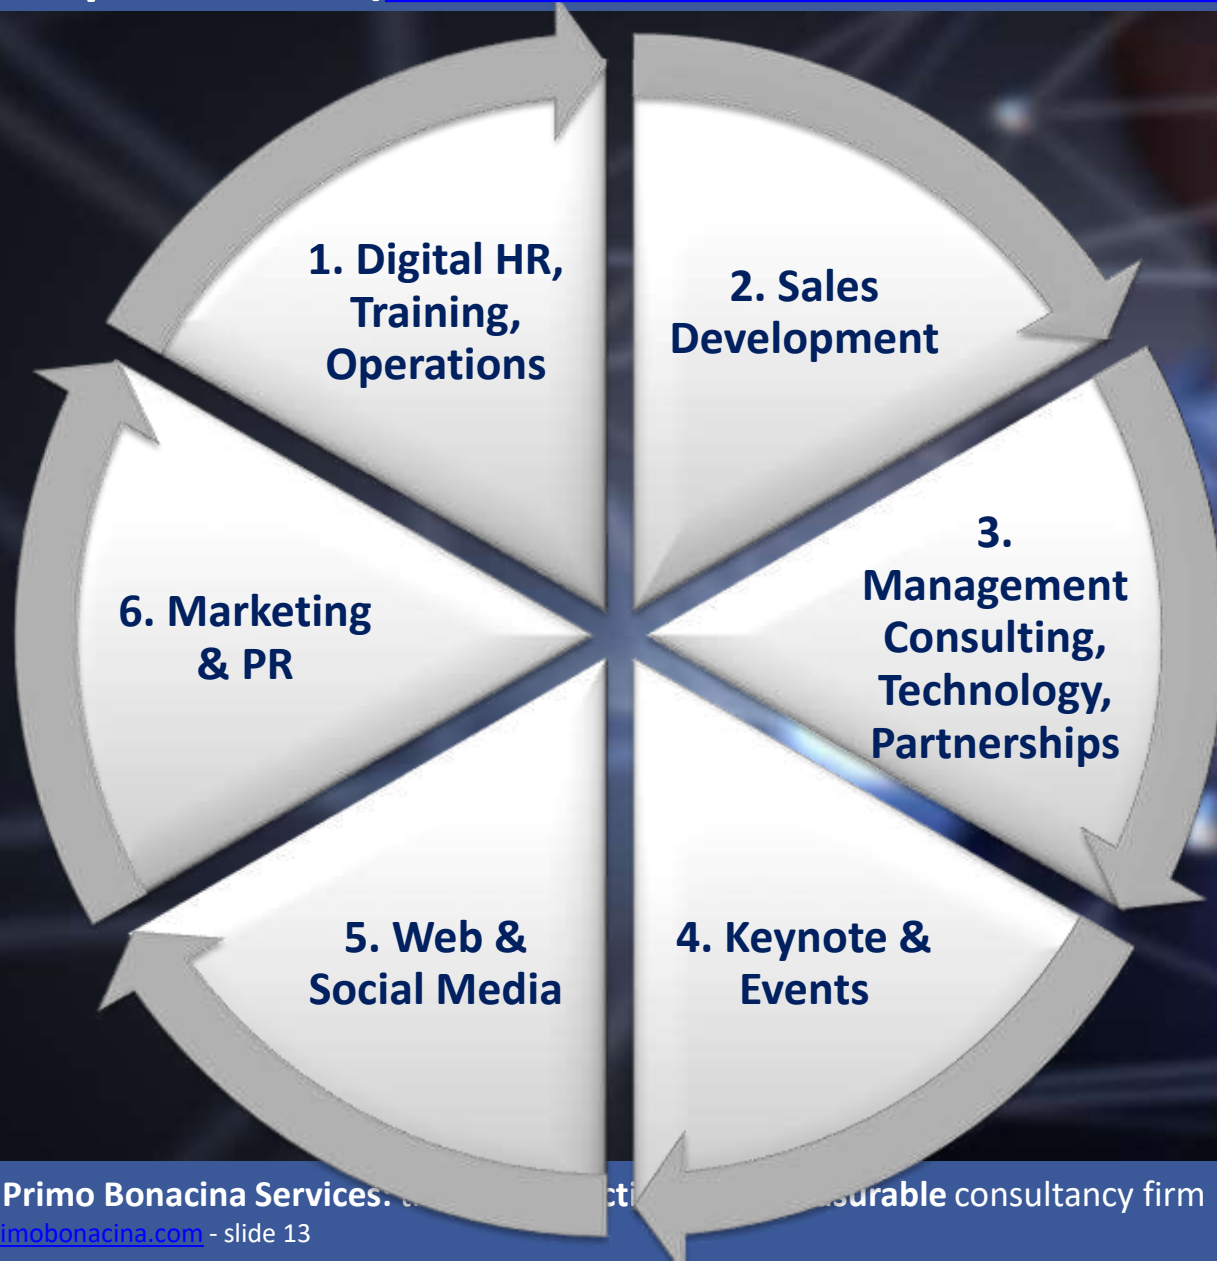 1. Digital HR,
Training,
Operations
2. Sales
Development
3.
Management
Consulting,
Technology,
Partnerships
4. Keynote &
Events
5. Web &
Social Media
6. Marketing
& PR
Primo Bonacina Services: consultancy firm
imobonacina.com - slide 13